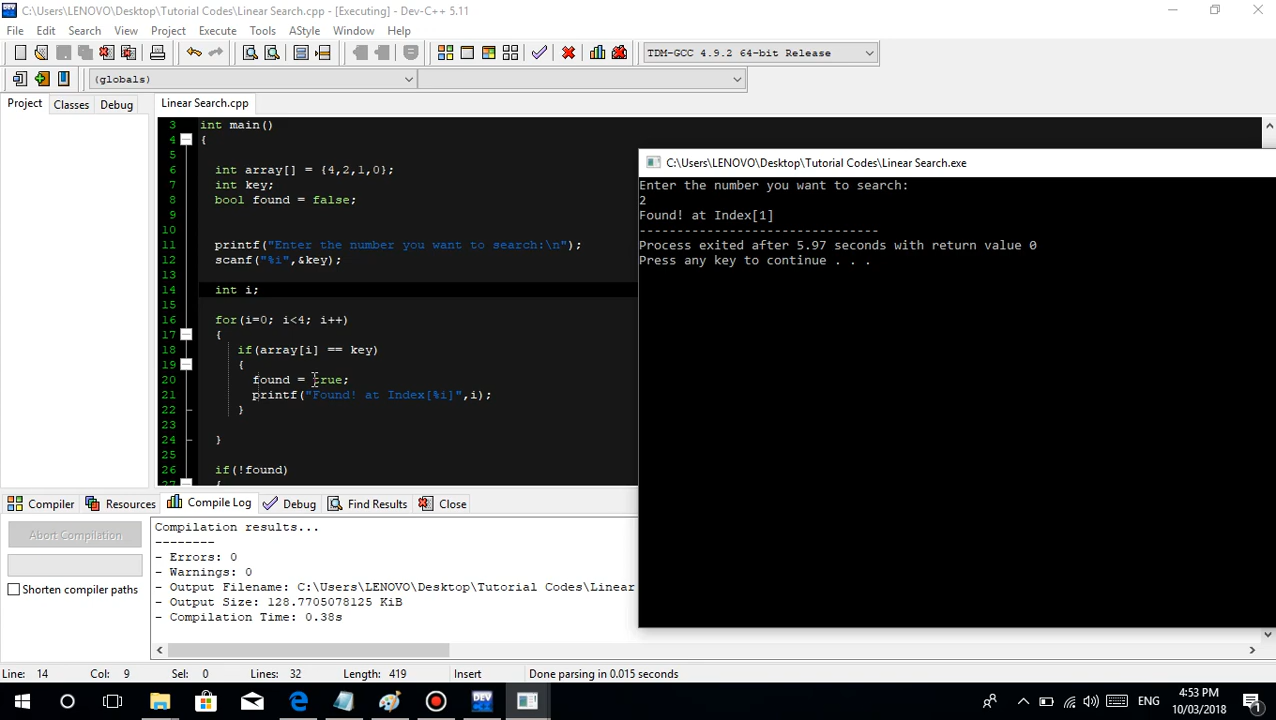 C:\Users\LENOVO\Desktop\Tutorial Codes\Linear Search.cpp - [Executing] - Dev-C++ 5.11
File Edit Search View Project Execute Tools AStyle Window Help
TDM-GCC 4.9.2 64-bit Release
(globals)
Project Classes Debug
Linear Search.cpp
3 int main()
4 {
5
6 int array[] = {4,2,1,0};
7 int key;
8 bool found = false;
9
10
11 printf("Enter the number you want to search:\n");
12 scanf("%i",&key);
13
14 int i;
15
16 for(i=0; i<4; i++)
17 {
18 if(array[i] == key)
19 {
20 found = true;
21 printf("Found! at Index[%i]",i);
22 }
23
24 }
25
26 if(!found)
27 {
C:\Users\LENOVO\Desktop\Tutorial Codes\Linear Search.exe
Enter the number you want to search:
2
Found! at Index[1]
--------------------------------
Process exited after 5.97 seconds with return value 0
Press any key to continue . . .
Compiler Resources Compile Log Debug Find Results Close
Abort Compilation
Shorten compiler paths
Compilation results...
--------
- Errors: 0
- Warnings: 0
- Output Filename: C:\Users\LENOVO\Desktop\Tutorial Codes\Linear
- Output Size: 128.7705078125 KiB
- Compilation Time: 0.38s
Line: 14 Col: 9 Sel: 0 Lines: 32 Length: 419 Insert Done parsing in 0.015 seconds
DEV
ENG
4:53 PM
10/03/2018
1